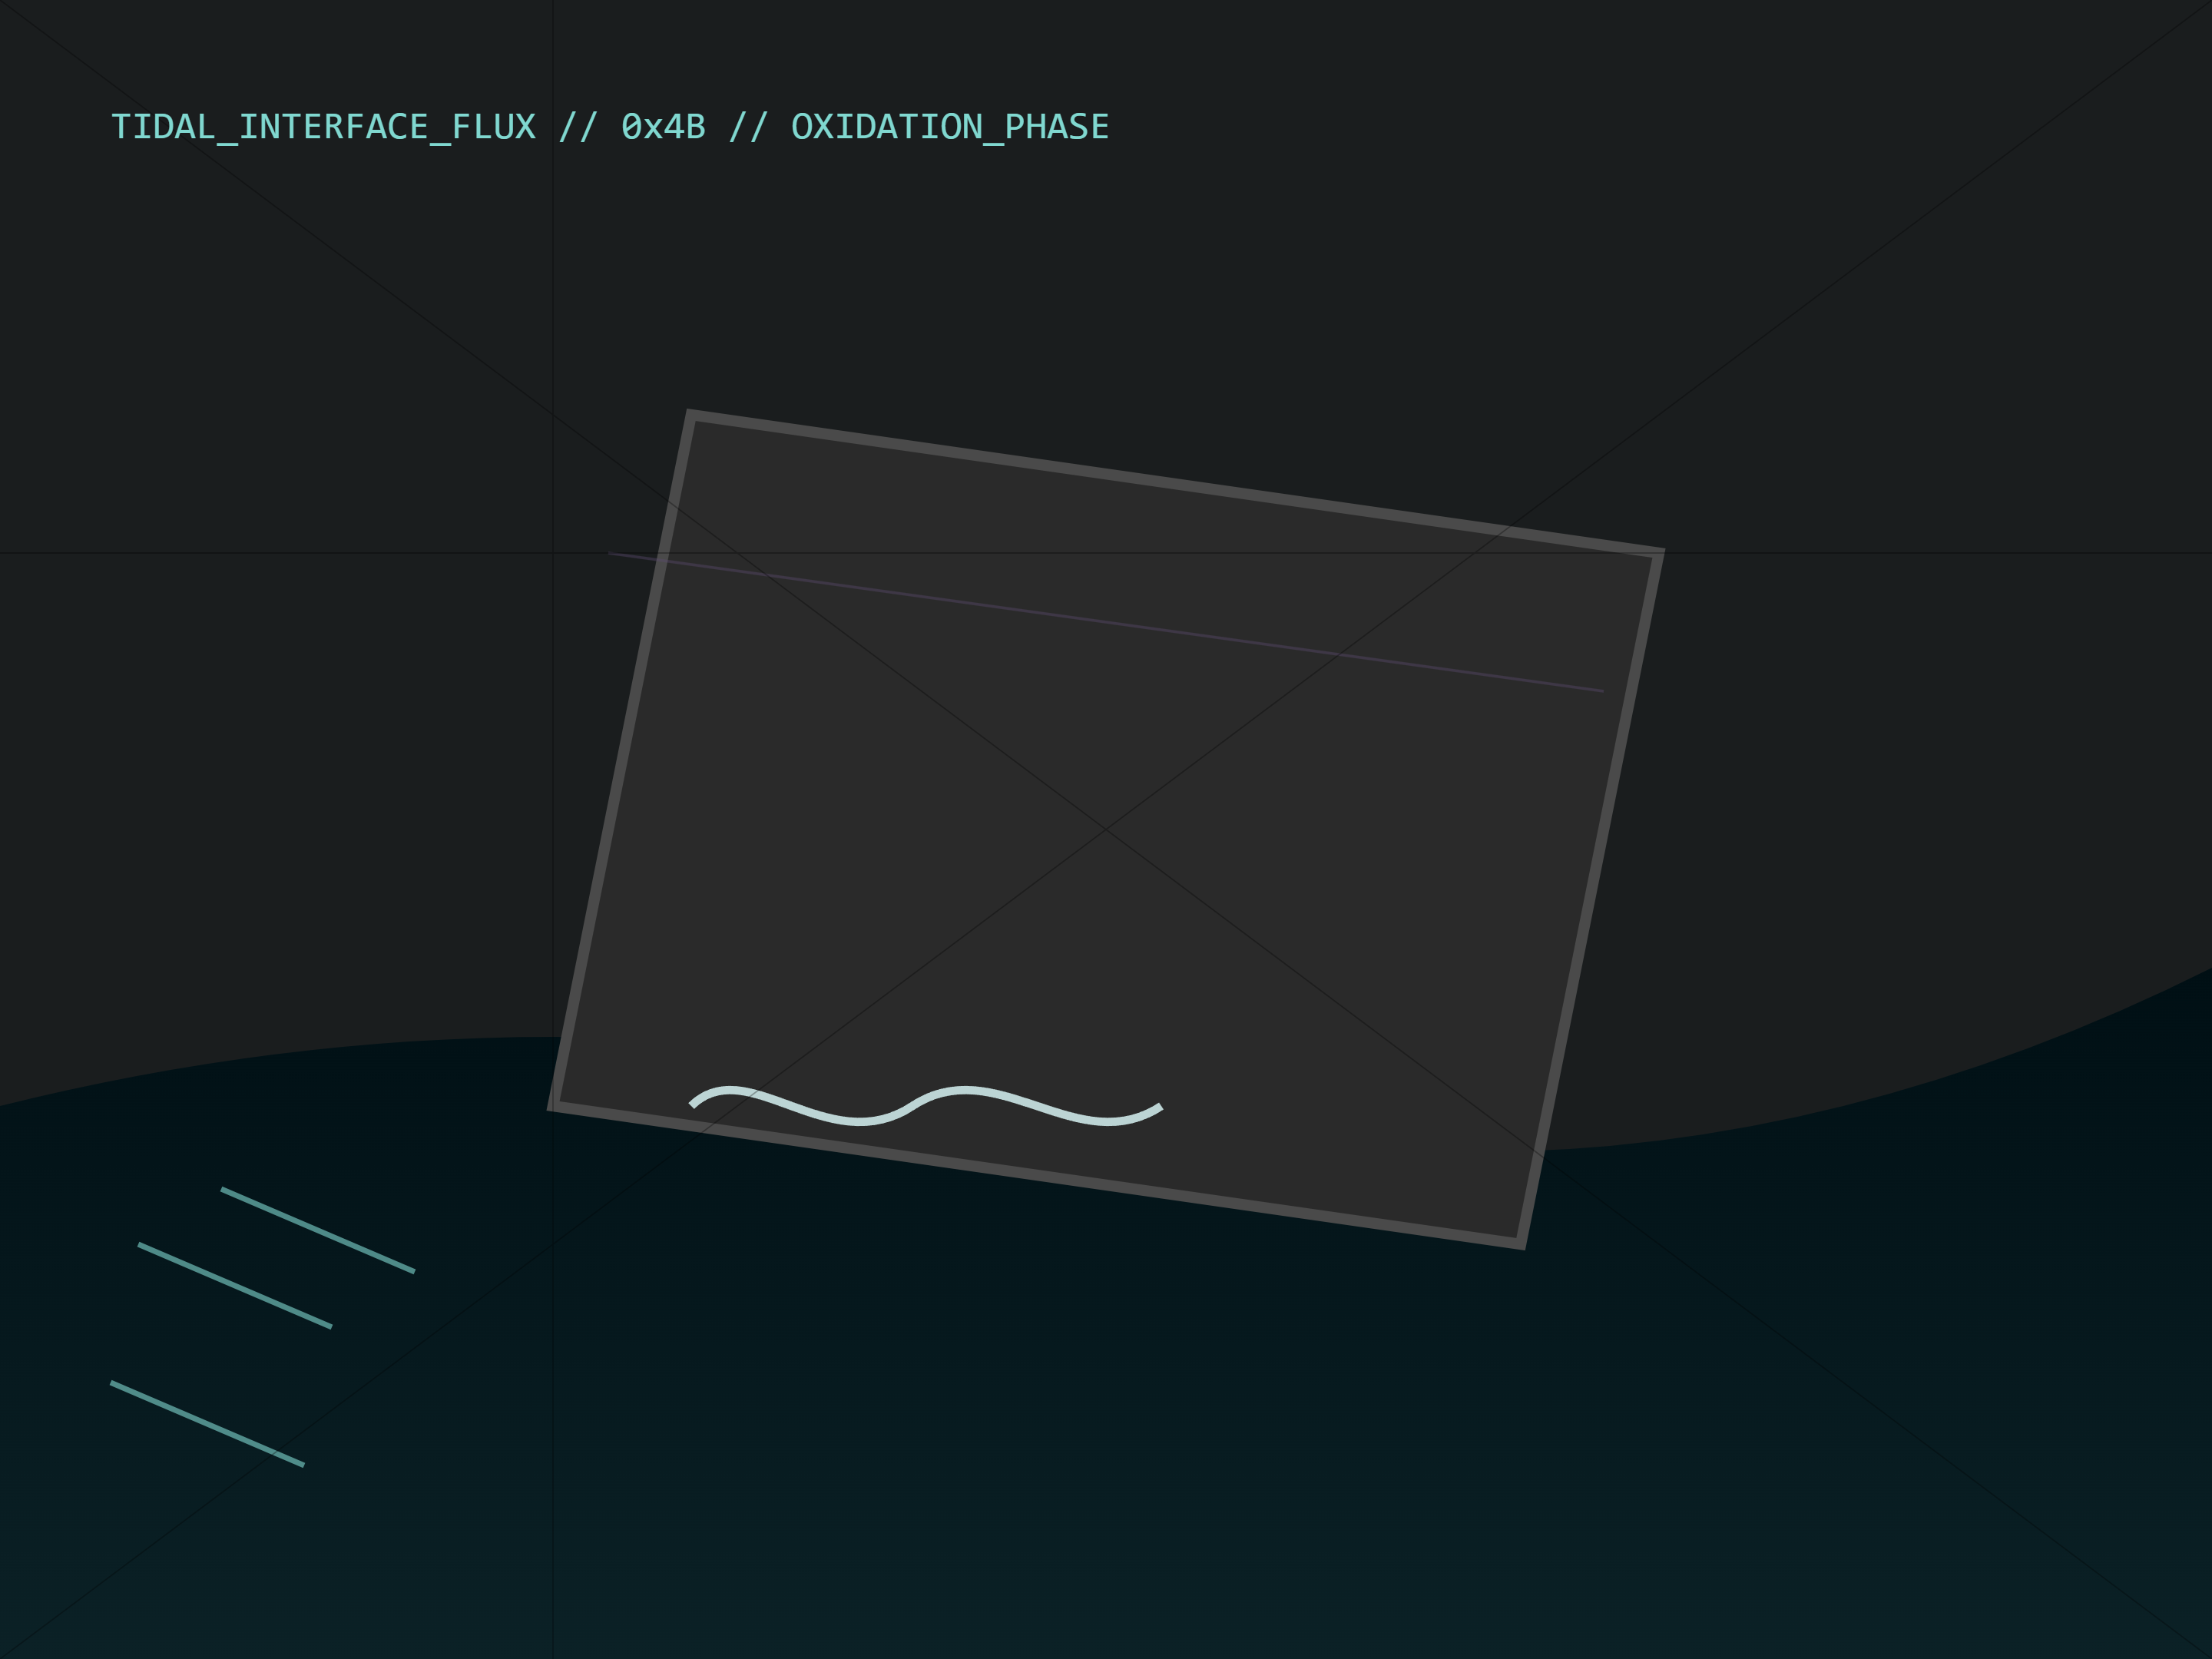 TIDAL_INTERFACE_FLUX // 0x4B // OXIDATION_PHASE